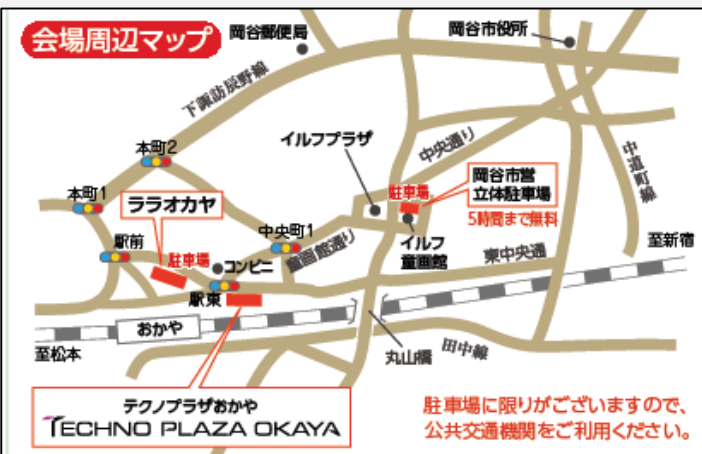 会場周辺マップ
岡谷郵便局
岡谷市役所
下諏訪辰野線
本町2
イルフプラザ
中央通り
中道町線
本町1
ララオカヤ
駐車場
岡谷市営
立体駐車場
5時間まで無料
駅前
駐車場
中央町1
童画館通り
イルフ
童画館
コンビニ
東中央通
至新宿
駅東
おかや
至松本
丸山橋
田中線
テクノプラザおかや
TECHNO PLAZA OKAYA
駐車場に限りがございますので、
公共交通機関をご利用ください。